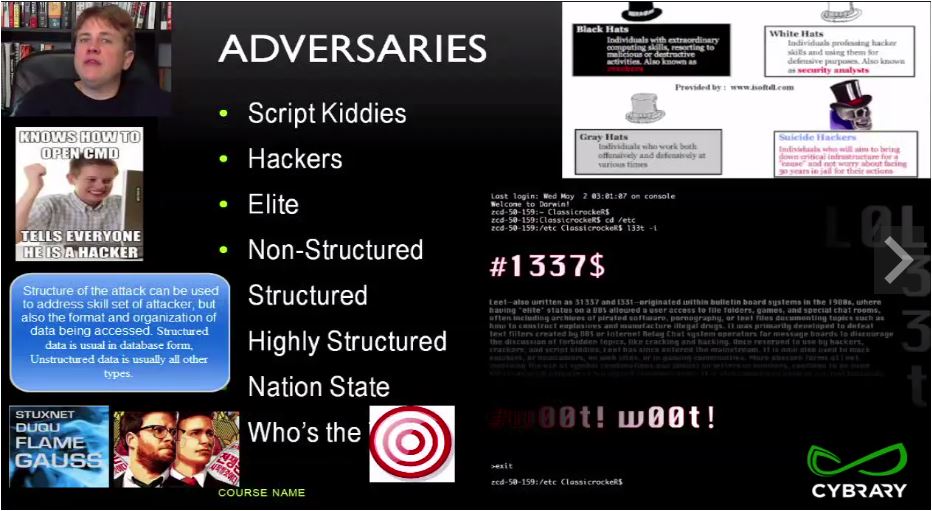 ADVERSARIES
Script Kiddies
Hackers
Elite
Non-Structured
Structured
Highly Structured
Nation State
Who's the
COURSE NAME
KNOWS HOW TO
OPEN CMD
TELLS EVERYONE
HE IS A HACKER
Structure of the attack can be used
to address skill set of attacker, but
also the format and organization of
data being accessed. Structured
data is usual in database form,
Unstructured data is usually all other
types.
STUXNET
DUQU
FLAME
GAUSS
Black Hats
Individuals with extraordinary
computing skills, resorting to
malicious or destructive
activities. Also known as
crackers
White Hats
Individuals professing hacker
skills and using them for
defensive purposes. Also known
as security analysts
Provided by : www.isoftdl.com
Gray Hats
Individuals who work both
offensively and defensively at
various times
Suicide Hackers
Individuals who will aim to bring
down critical infrastructure for a
"cause" and not worry about facing
30 years in jail for their actions
Last login: Wed May 2 03:01:07 on console
Welcome to Darwin!
zcd-50-159:~ ClassicrockeR$ cd /etc
zcd-50-159:/etc ClassicrockeR$ l33t -i
#1337$
Leet-also written as 31337 and l33t-originated within bulletin board systems in the 1980s, where
having "elite" status on a BBS allowed a user access to file folders, games, and special chat rooms,
often including archives of pirated software, pornography, or text files documenting topics such as
how to construct explosives and manufacture illegal drugs. It was primarily developed to defeat
text filters created by BBS or Internet Relay Chat system operators for message boards to discourage
the discussion of forbidden topics, like cracking and hacking. Once reserved to use by hackers,
crackers, and script kiddies, Leet has since entered the mainstream.
w00t! w00t!
>exit
zcd-50-159:/etc ClassicrockeR$
L0L
33t
CYBRARY